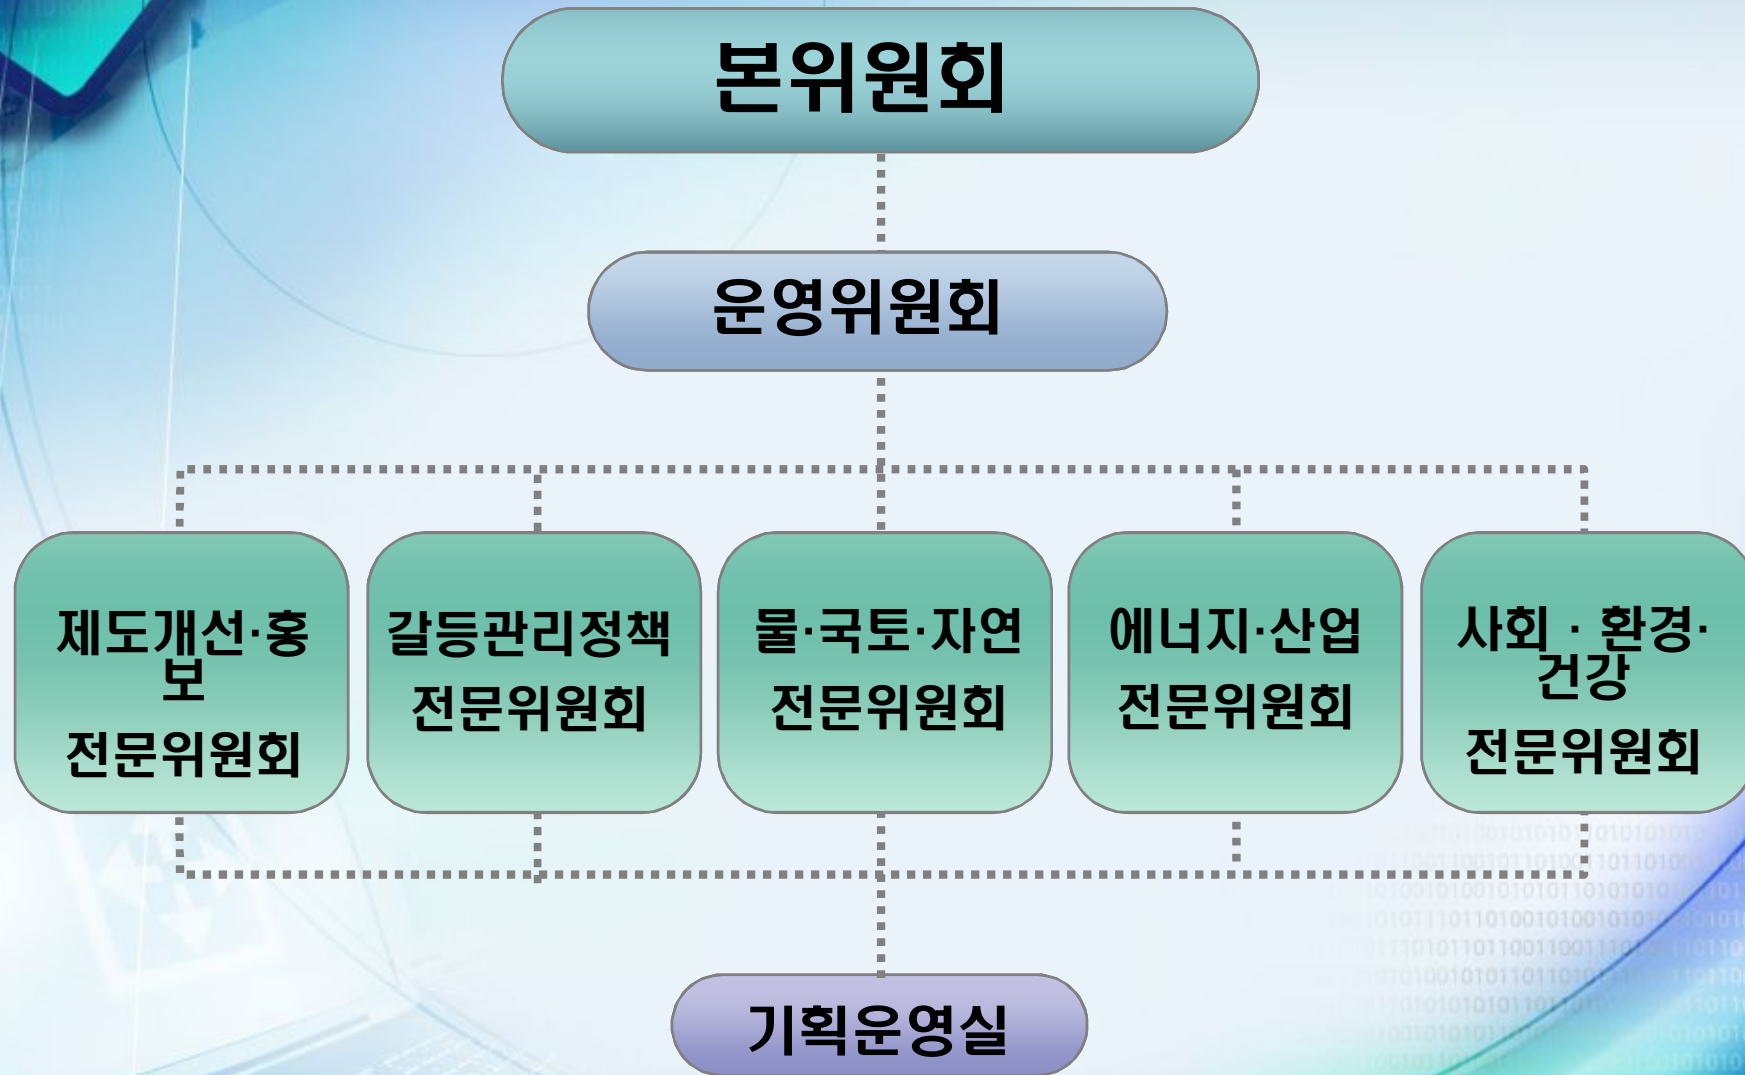 본위원회
운영위원회
제도개선·홍
보
전문위원회
갈등관리정책
전문위원회
물·국토·자연
전문위원회
에너지·산업
전문위원회
사회 · 환경·
건강
전문위원회
기획운영실